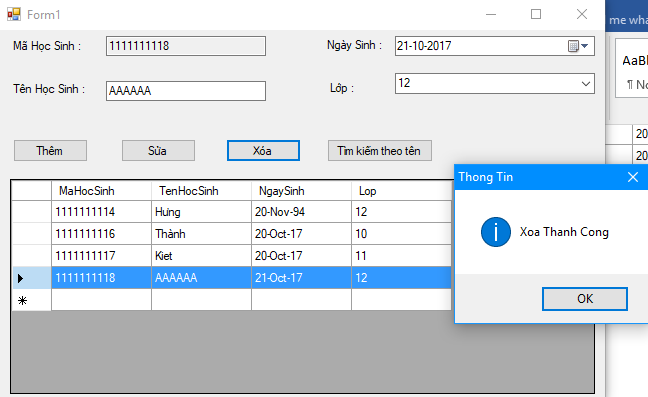 Form1
me wha
Mã Học Sinh : 1111111118 Ngày Sinh : 21-10-2017
Tên Học Sinh : AAAAAA Lớp : 12
AaBl
¶ No
Thêm Sửa Xóa Tìm kiếm theo tên
20
20
Thong Tin
MaHocSinh TenHocSinh NgaySinh Lop
1111111114 Hưng 20-Nov-94 12
1111111116 Thành 20-Oct-17 10
1111111117 Kiet 20-Oct-17 11
1111111118 AAAAAA 21-Oct-17 12
Xoa Thanh Cong
OK